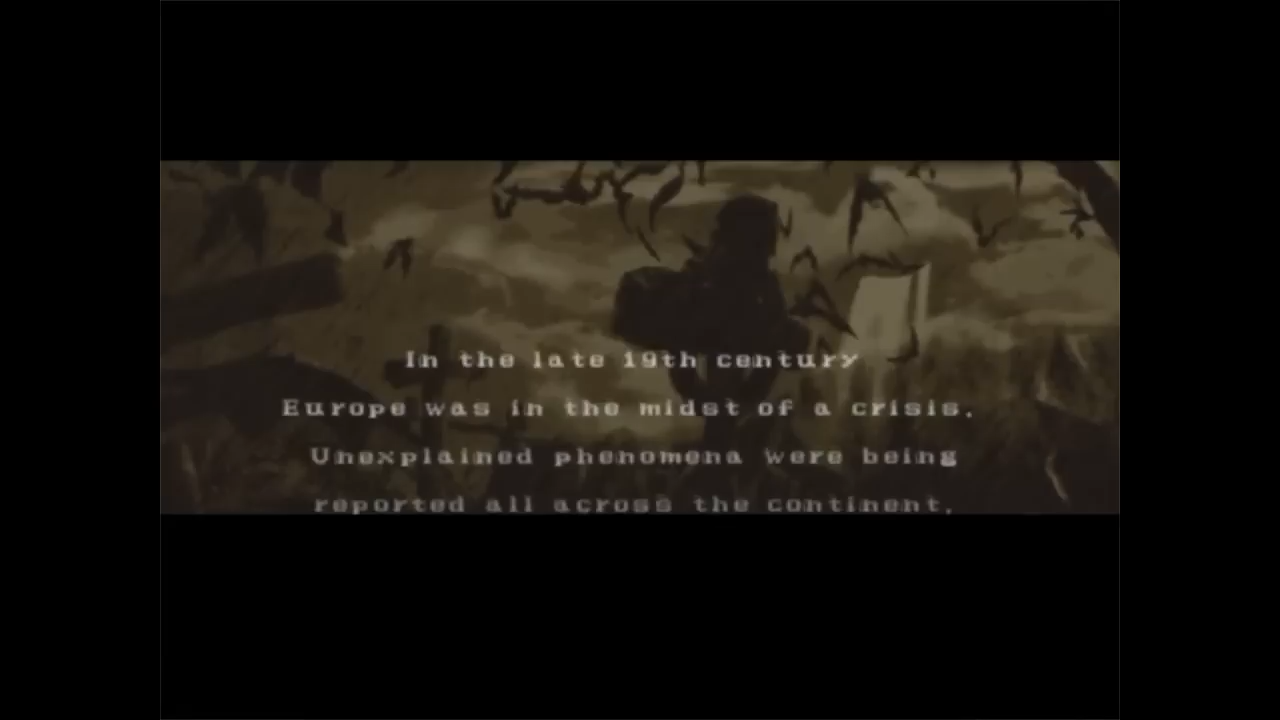 In the late 19th century
Europe was in the midst of a crisis.
Unexplained phenomena were being
reported all across the continent,